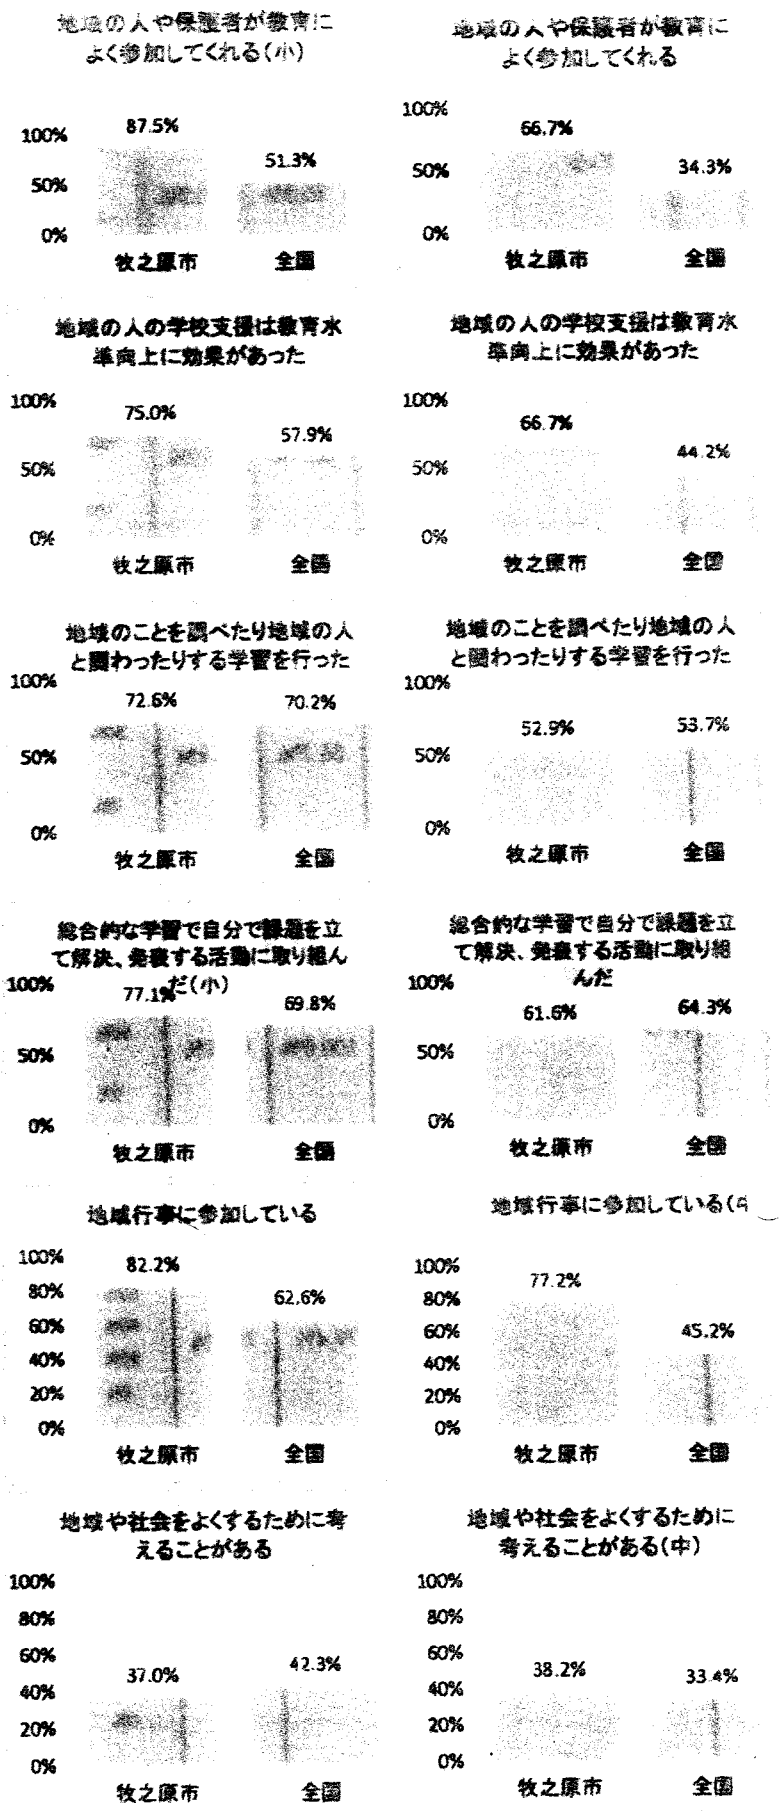 地域の人や保護者が教育に
よく参加してくれる(小)
100%
87.5%
51.3%
50%
0%
牧之原市
全国
地域の人や保護者が教育に
よく参加してくれる
100%
66.7%
50%
34.3%
0%
牧之原市
全国
地域の人の学校支援は教育水
準向上に効果があった
100%
75.0%
57.9%
50%
0%
牧之原市
全国
地域の人の学校支援は教育水
準向上に効果があった
100%
66.7%
44.2%
50%
0%
牧之原市
全国
地域のことを調べたり地域の人
と関わったりする学習を行った
100%
72.6%
70.2%
50%
0%
牧之原市
全国
地域のことを調べたり地域の人
と関わったりする学習を行った
100%
52.9%
53.7%
50%
0%
牧之原市
全国
総合的な学習で自分で課題を立
て解決、発表する活動に取り組ん
だ(小)
100%
77.1%
69.8%
50%
0%
牧之原市
全国
総合的な学習で自分で課題を立
て解決、発表する活動に取り組
んだ
100%
61.6%
64.3%
50%
0%
牧之原市
全国
地域行事に参加している
100%
82.2%
80%
62.6%
60%
40%
20%
0%
牧之原市
全国
地域行事に参加している(
100%
77.2%
80%
60%
45.2%
40%
20%
0%
牧之原市
全国
地域や社会をよくするために考
えることがある
100%
80%
60%
37.0%
42.3%
40%
20%
0%
牧之原市
全国
地域や社会をよくするために
考えることがある(中)
100%
80%
60%
38.2%
33.4%
40%
20%
0%
牧之原市
全国